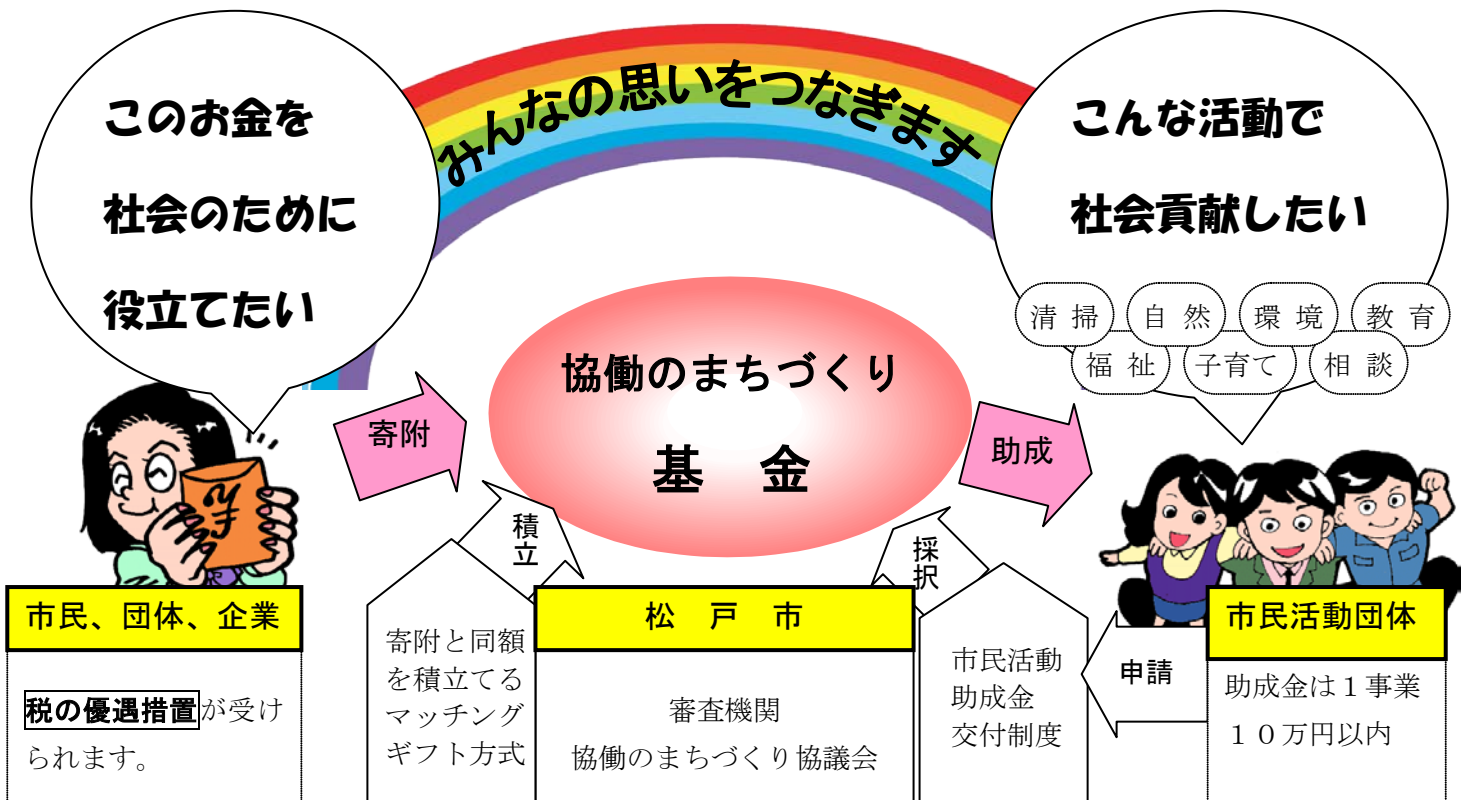 みんなの思いをつなぎます
このお金を
社会のために
役立てたい
こんな活動で
社会貢献したい
清掃
自然
環境
教育
福祉
子育て
相談
協働のまちづくり
基金
寄附
助成
積立
採択
市民、団体、企業
税の優遇措置が受け
られます。
寄附と同額
を積立てる
マッチング
ギフト方式
松戸市
審査機関
協働のまちづくり協議会
市民活動
助成金
交付制度
申請
市民活動団体
助成金は１事業
１０万円以内